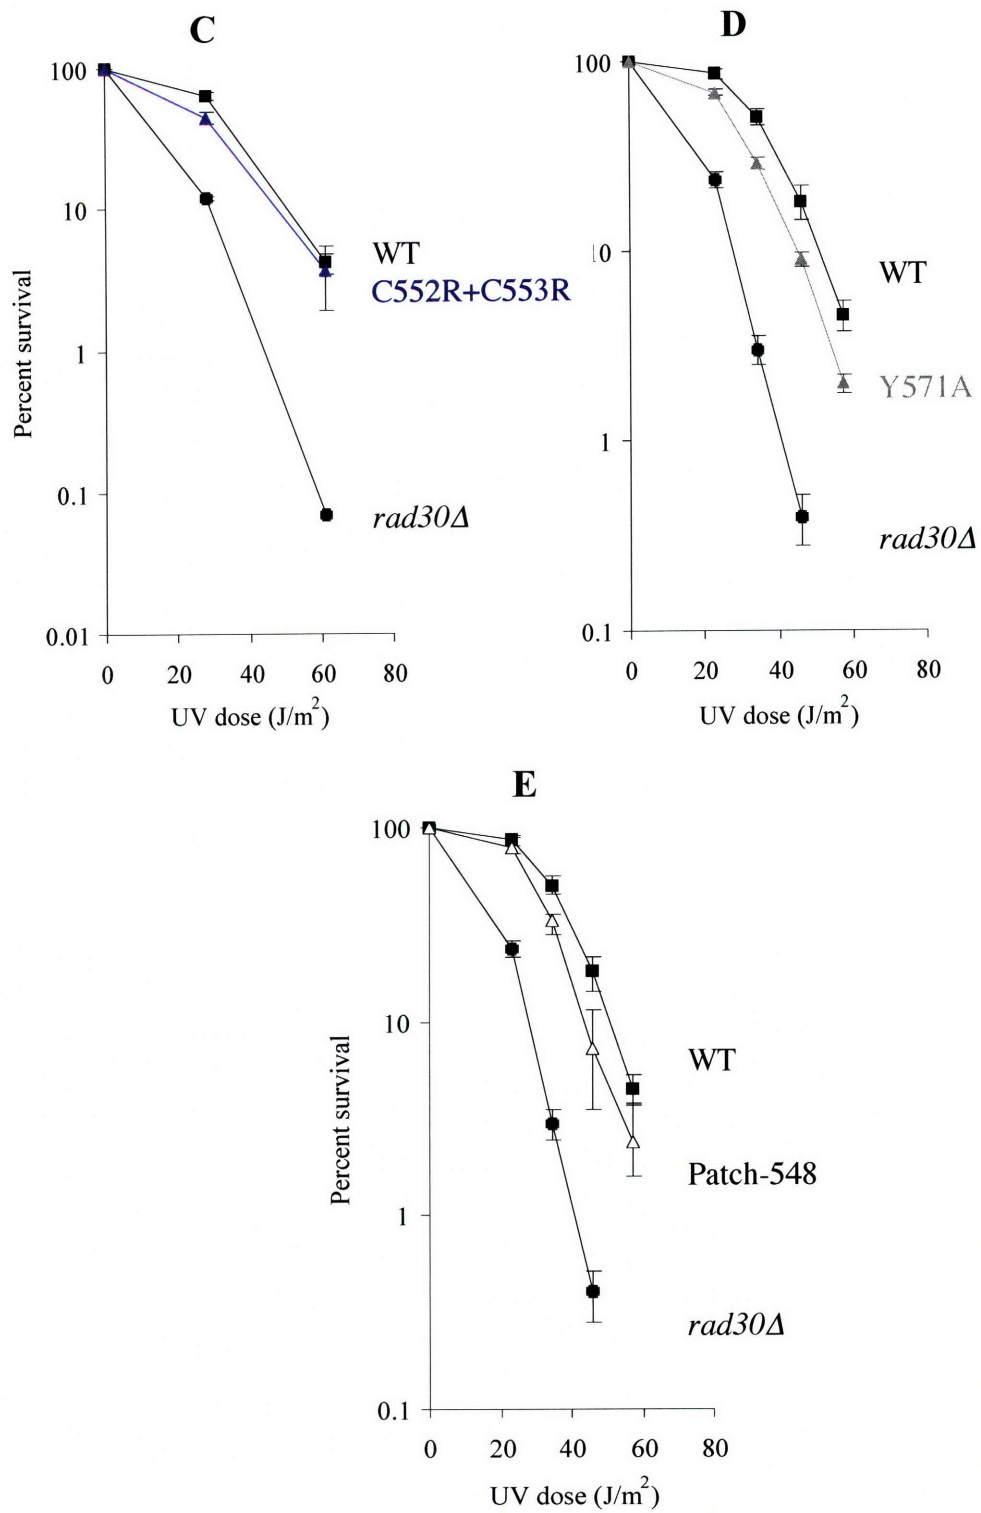 C
100
10
1
0.1
0.01
0 20 40 60 80
UV dose (J/m2)
Percent survival
WT
C552R+C553R
rad30Δ
D
100
10
1
0.1
0 20 40 60 80
UV dose (J/m2)
WT
Y571A
rad30Δ
E
100
10
1
0.1
0 20 40 60 80
UV dose (J/m2)
Percent survival
WT
Patch-548
rad30Δ